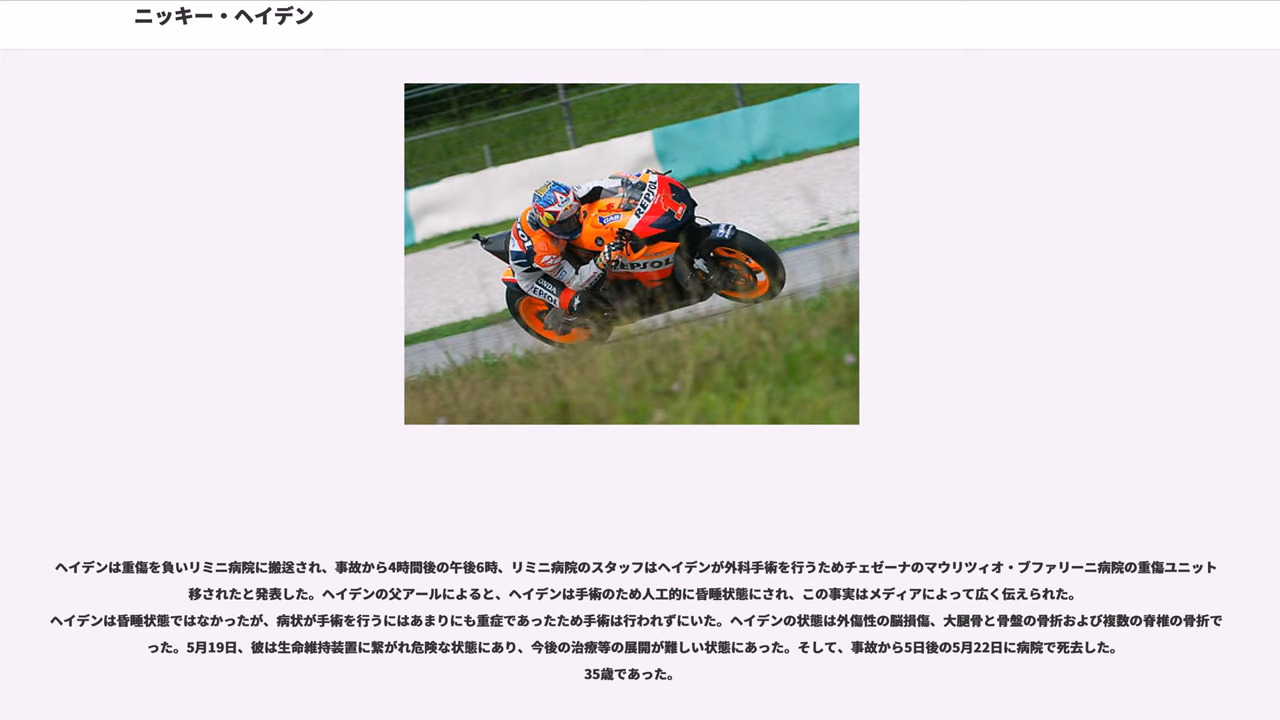 ニッキー・ヘイデン
REPSOL
1
REPSOL
HONDA
ヘイデンは重傷を負いリミニ病院に搬送され、事故から4時間後の午後6時、リミニ病院のスタッフはヘイデンが外科手術を行うためチェゼーナのマウリツィオ・ブファリーニ病院の重傷ユニット
移されたと発表した。ヘイデンの父アールによると、ヘイデンは手術のため人工的に昏睡状態にされ、この事実はメディアによって広く伝えられた。
ヘイデンは昏睡状態ではなかったが、病状が手術を行うにはあまりにも重症であったため手術は行われずにいた。ヘイデンの状態は外傷性の脳損傷、大腿骨と骨盤の骨折および複数の脊椎の骨折で
った。5月19日、彼は生命維持装置に繋がれ危険な状態にあり、今後の治療等の展開が難しい状態にあった。そして、事故から5日後の5月22日に病院で死去した。
35歳であった。